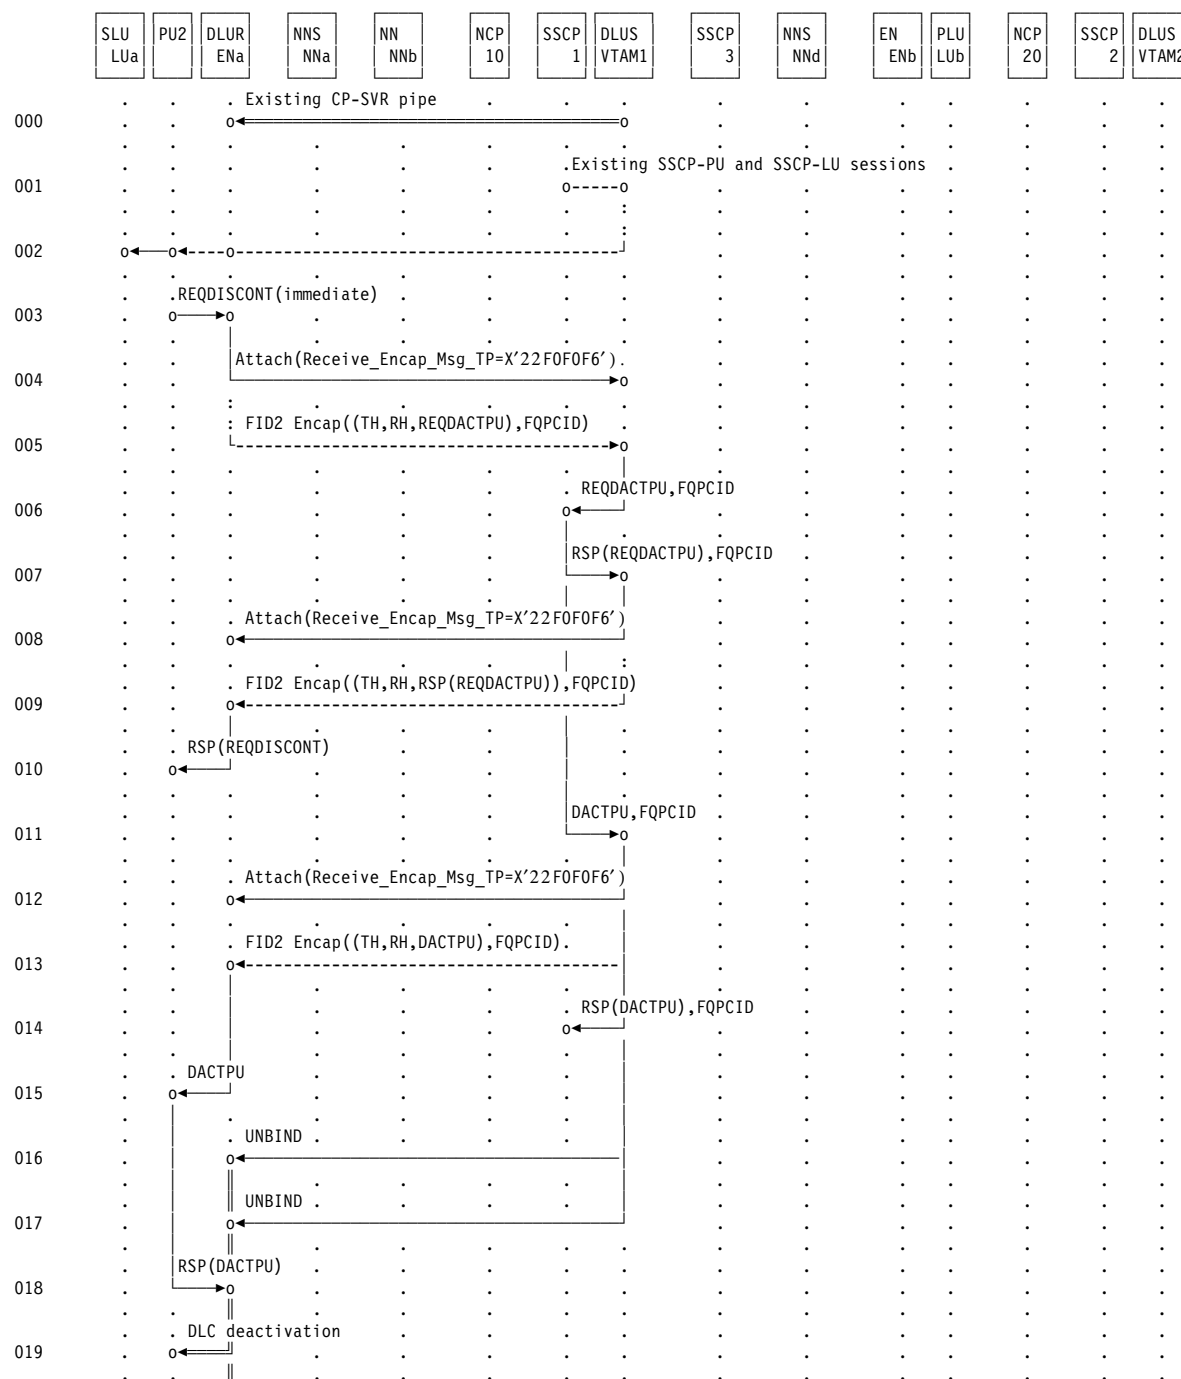 SLU PU2 DLUR NNS NN NCP SSCP DLUS SSCP NNS EN PLU NCP SSCP DLUS
LUa ENa NNa NNb 10 1 VTAM1 3 NNd ENb LUb 20 2 VTAM2
Existing CP-SVR pipe
000
Existing SSCP-PU and SSCP-LU sessions
001
002
REQDISCONT(immediate)
003
Attach(Receive_Encap_Msg_TP=X'22F0F0F6')
004
FID2 Encap((TH,RH,REQDACTPU),FQPCID)
005
REQDACTPU,FQPCID
006
RSP(REQDACTPU),FQPCID
007
Attach(Receive_Encap_Msg_TP=X'22F0F0F6')
008
FID2 Encap((TH,RH,RSP(REQDACTPU)),FQPCID)
009
RSP(REQDISCONT)
010
DACTPU,FQPCID
011
Attach(Receive_Encap_Msg_TP=X'22F0F0F6')
012
FID2 Encap((TH,RH,DACTPU),FQPCID)
013
RSP(DACTPU),FQPCID
014
DACTPU
015
UNBIND
016
UNBIND
017
RSP(DACTPU)
018
DLC deactivation
019